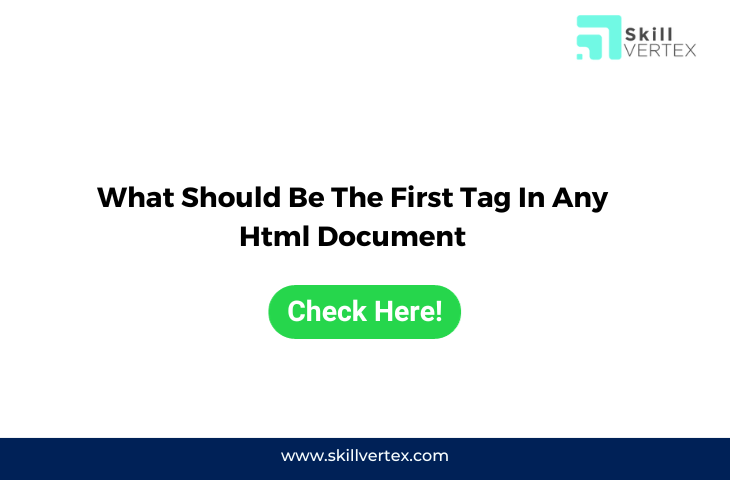 Skill
VERTEX
What Should Be The First Tag In Any
Html Document
Check Here!
www.skillvertex.com